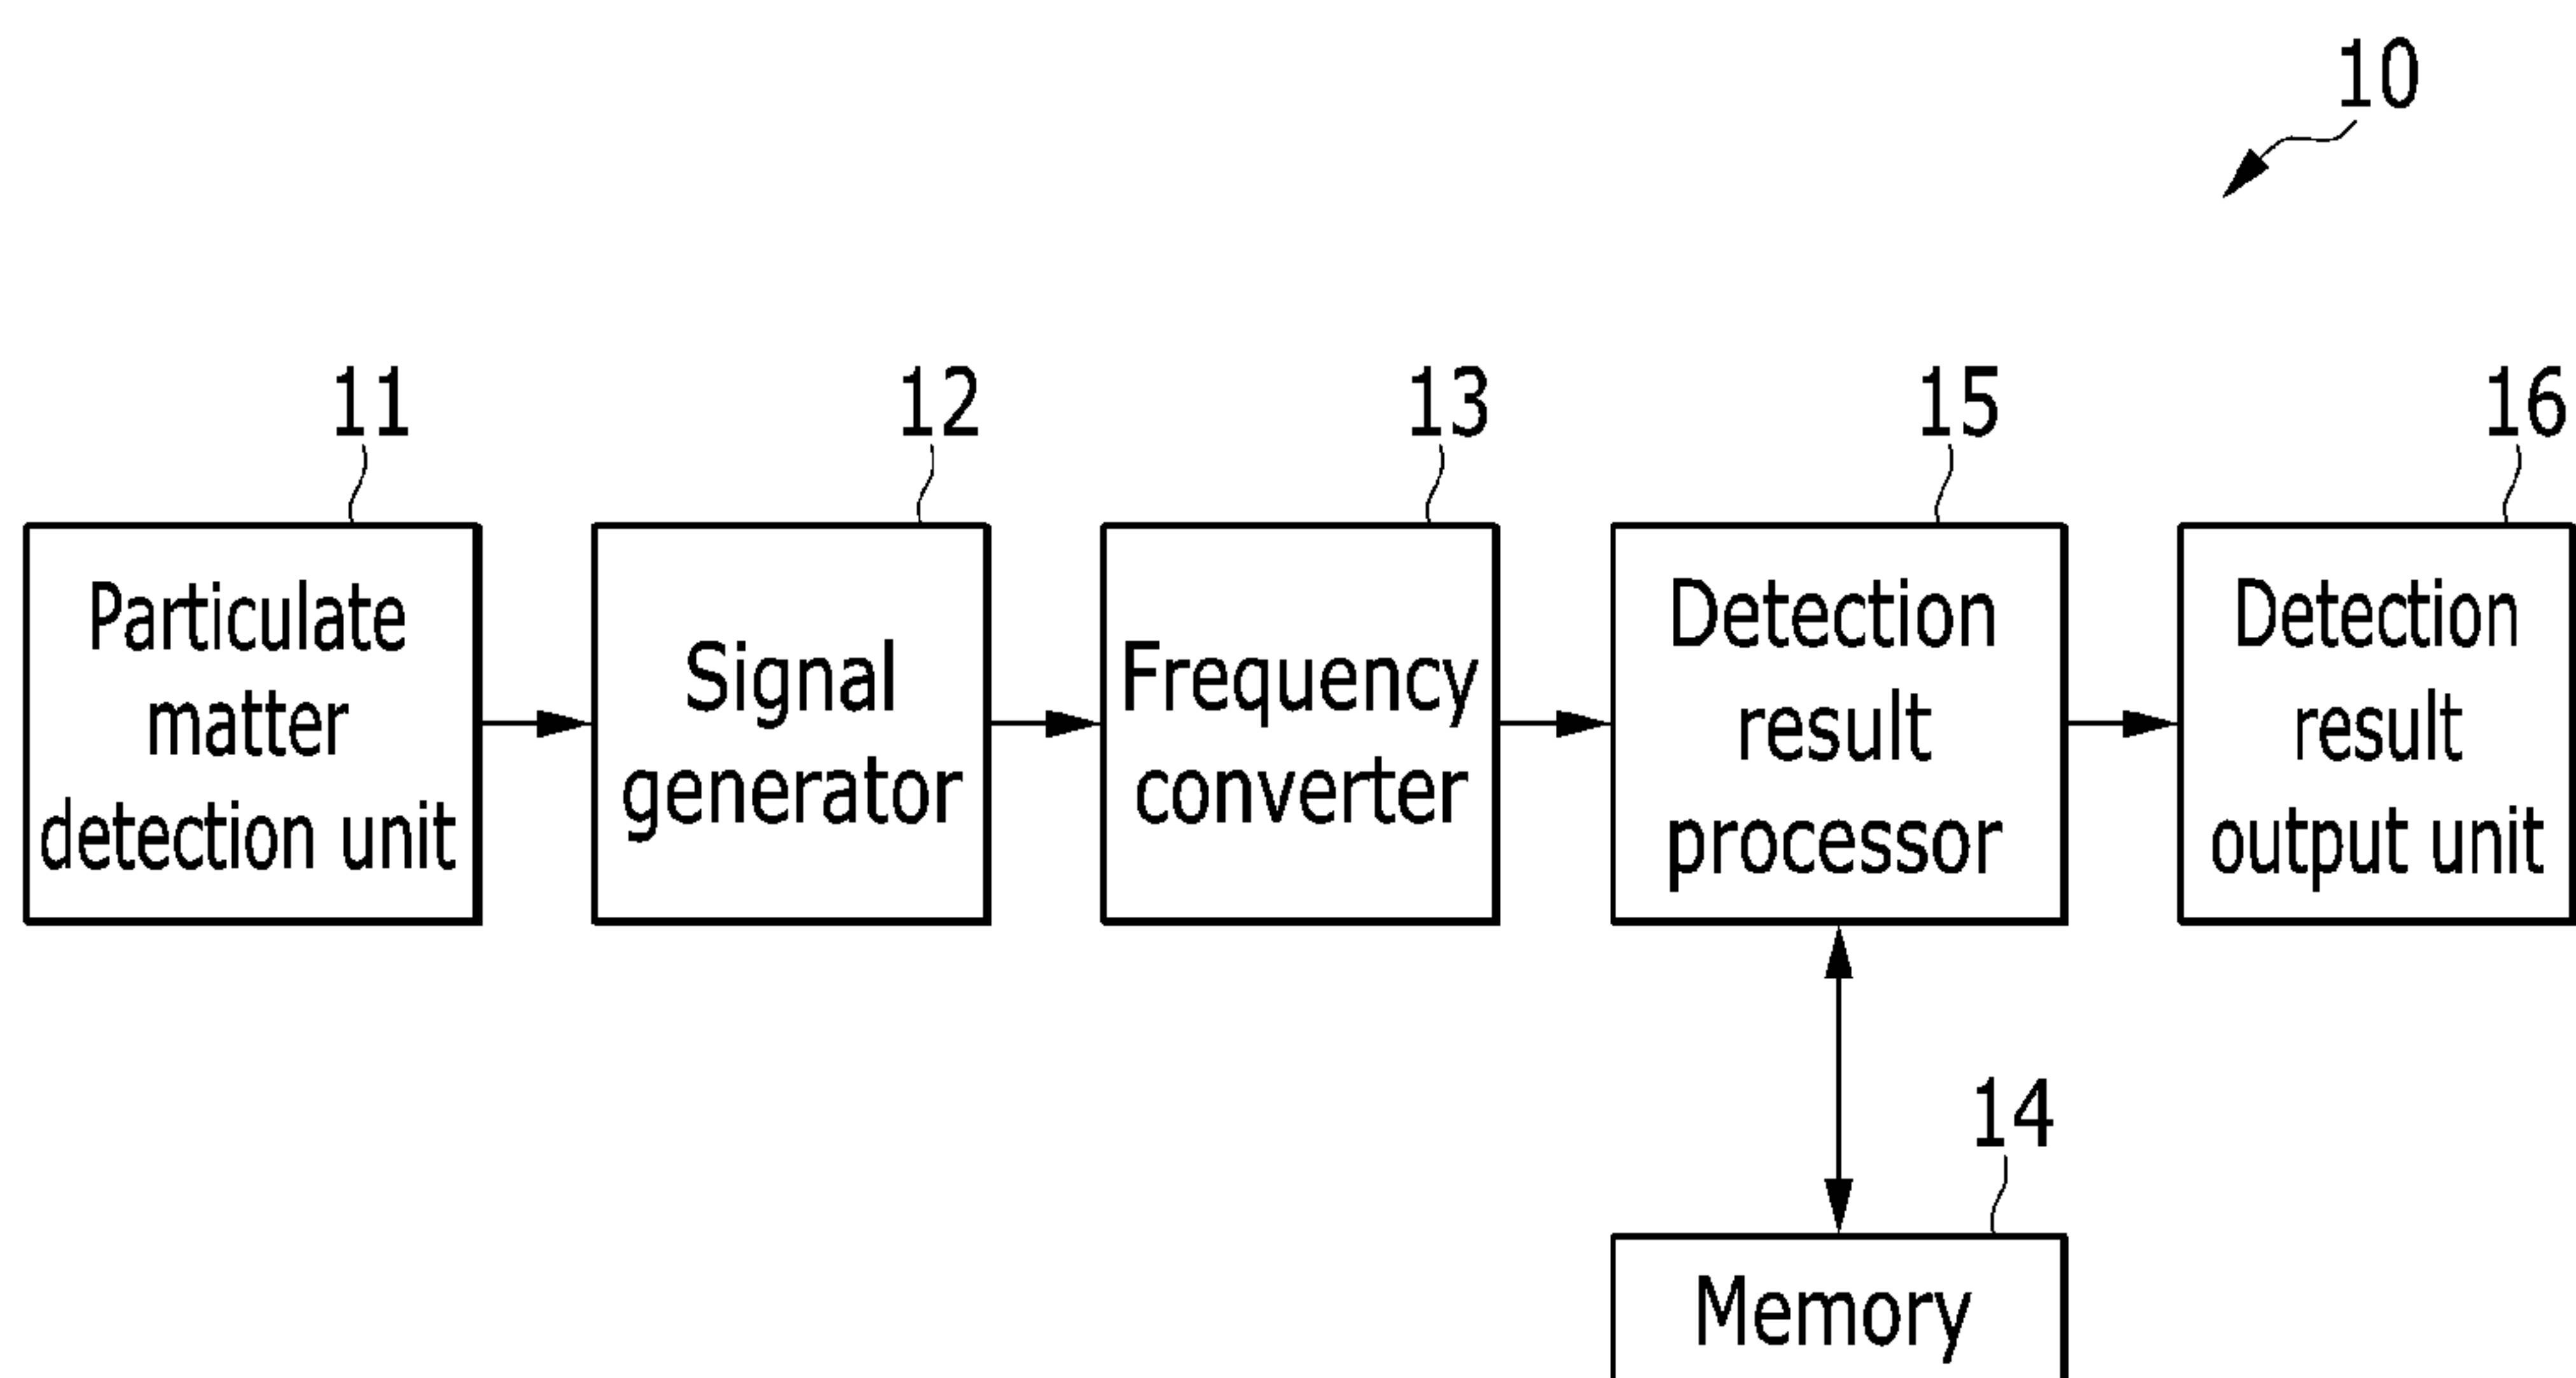 10
11
12
13
15
16
Particulate
matter
detection unit
Signal
generator
Frequency
converter
Detection
result
processor
Detection
result
output unit
14
Memory